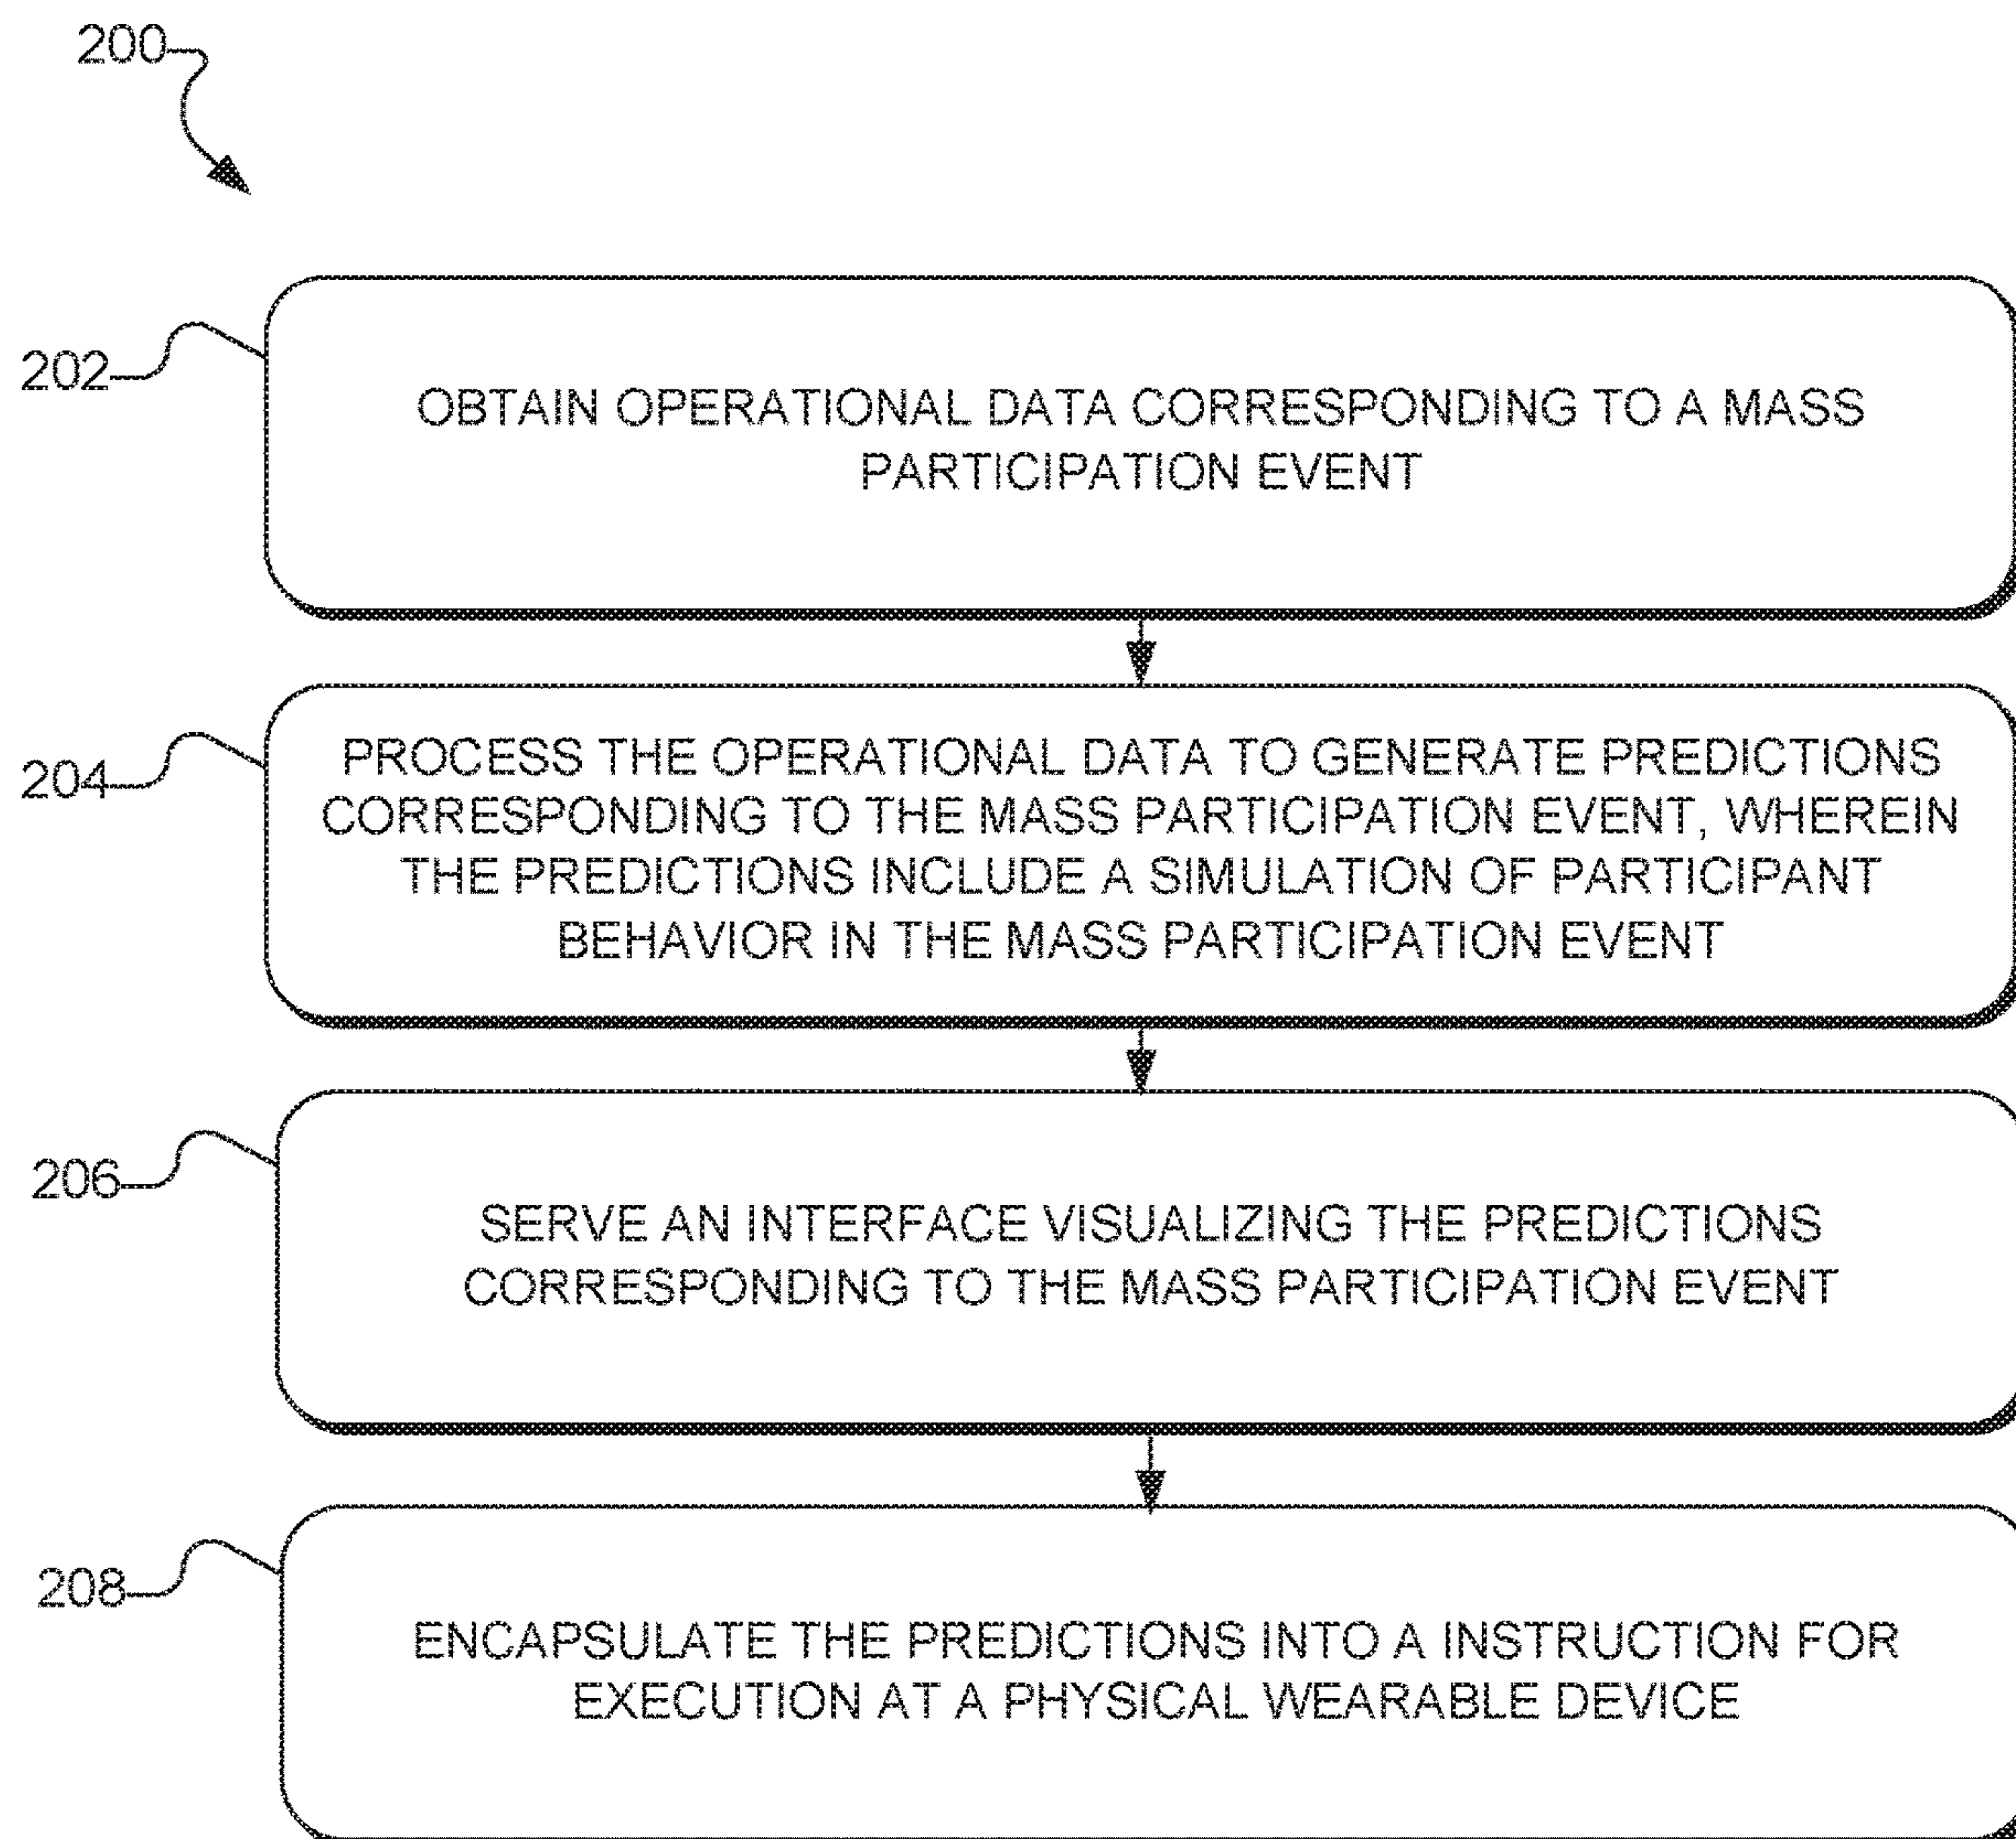 200
202
OBTAIN OPERATIONAL DATA CORRESPONDING TO A MASS
PARTICIPATION EVENT
204
PROCESS THE OPERATIONAL DATA TO GENERATE PREDICTIONS
CORRESPONDING TO THE MASS PARTICIPATION EVENT, WHEREIN
THE PREDICTIONS INCLUDE A SIMULATION OF PARTICIPANT
BEHAVIOR IN THE MASS PARTICIPATION EVENT
206
SERVE AN INTERFACE VISUALIZING THE PREDICTIONS
CORRESPONDING TO THE MASS PARTICIPATION EVENT
208
ENCAPSULATE THE PREDICTIONS INTO A INSTRUCTION FOR
EXECUTION AT A PHYSICAL WEARABLE DEVICE